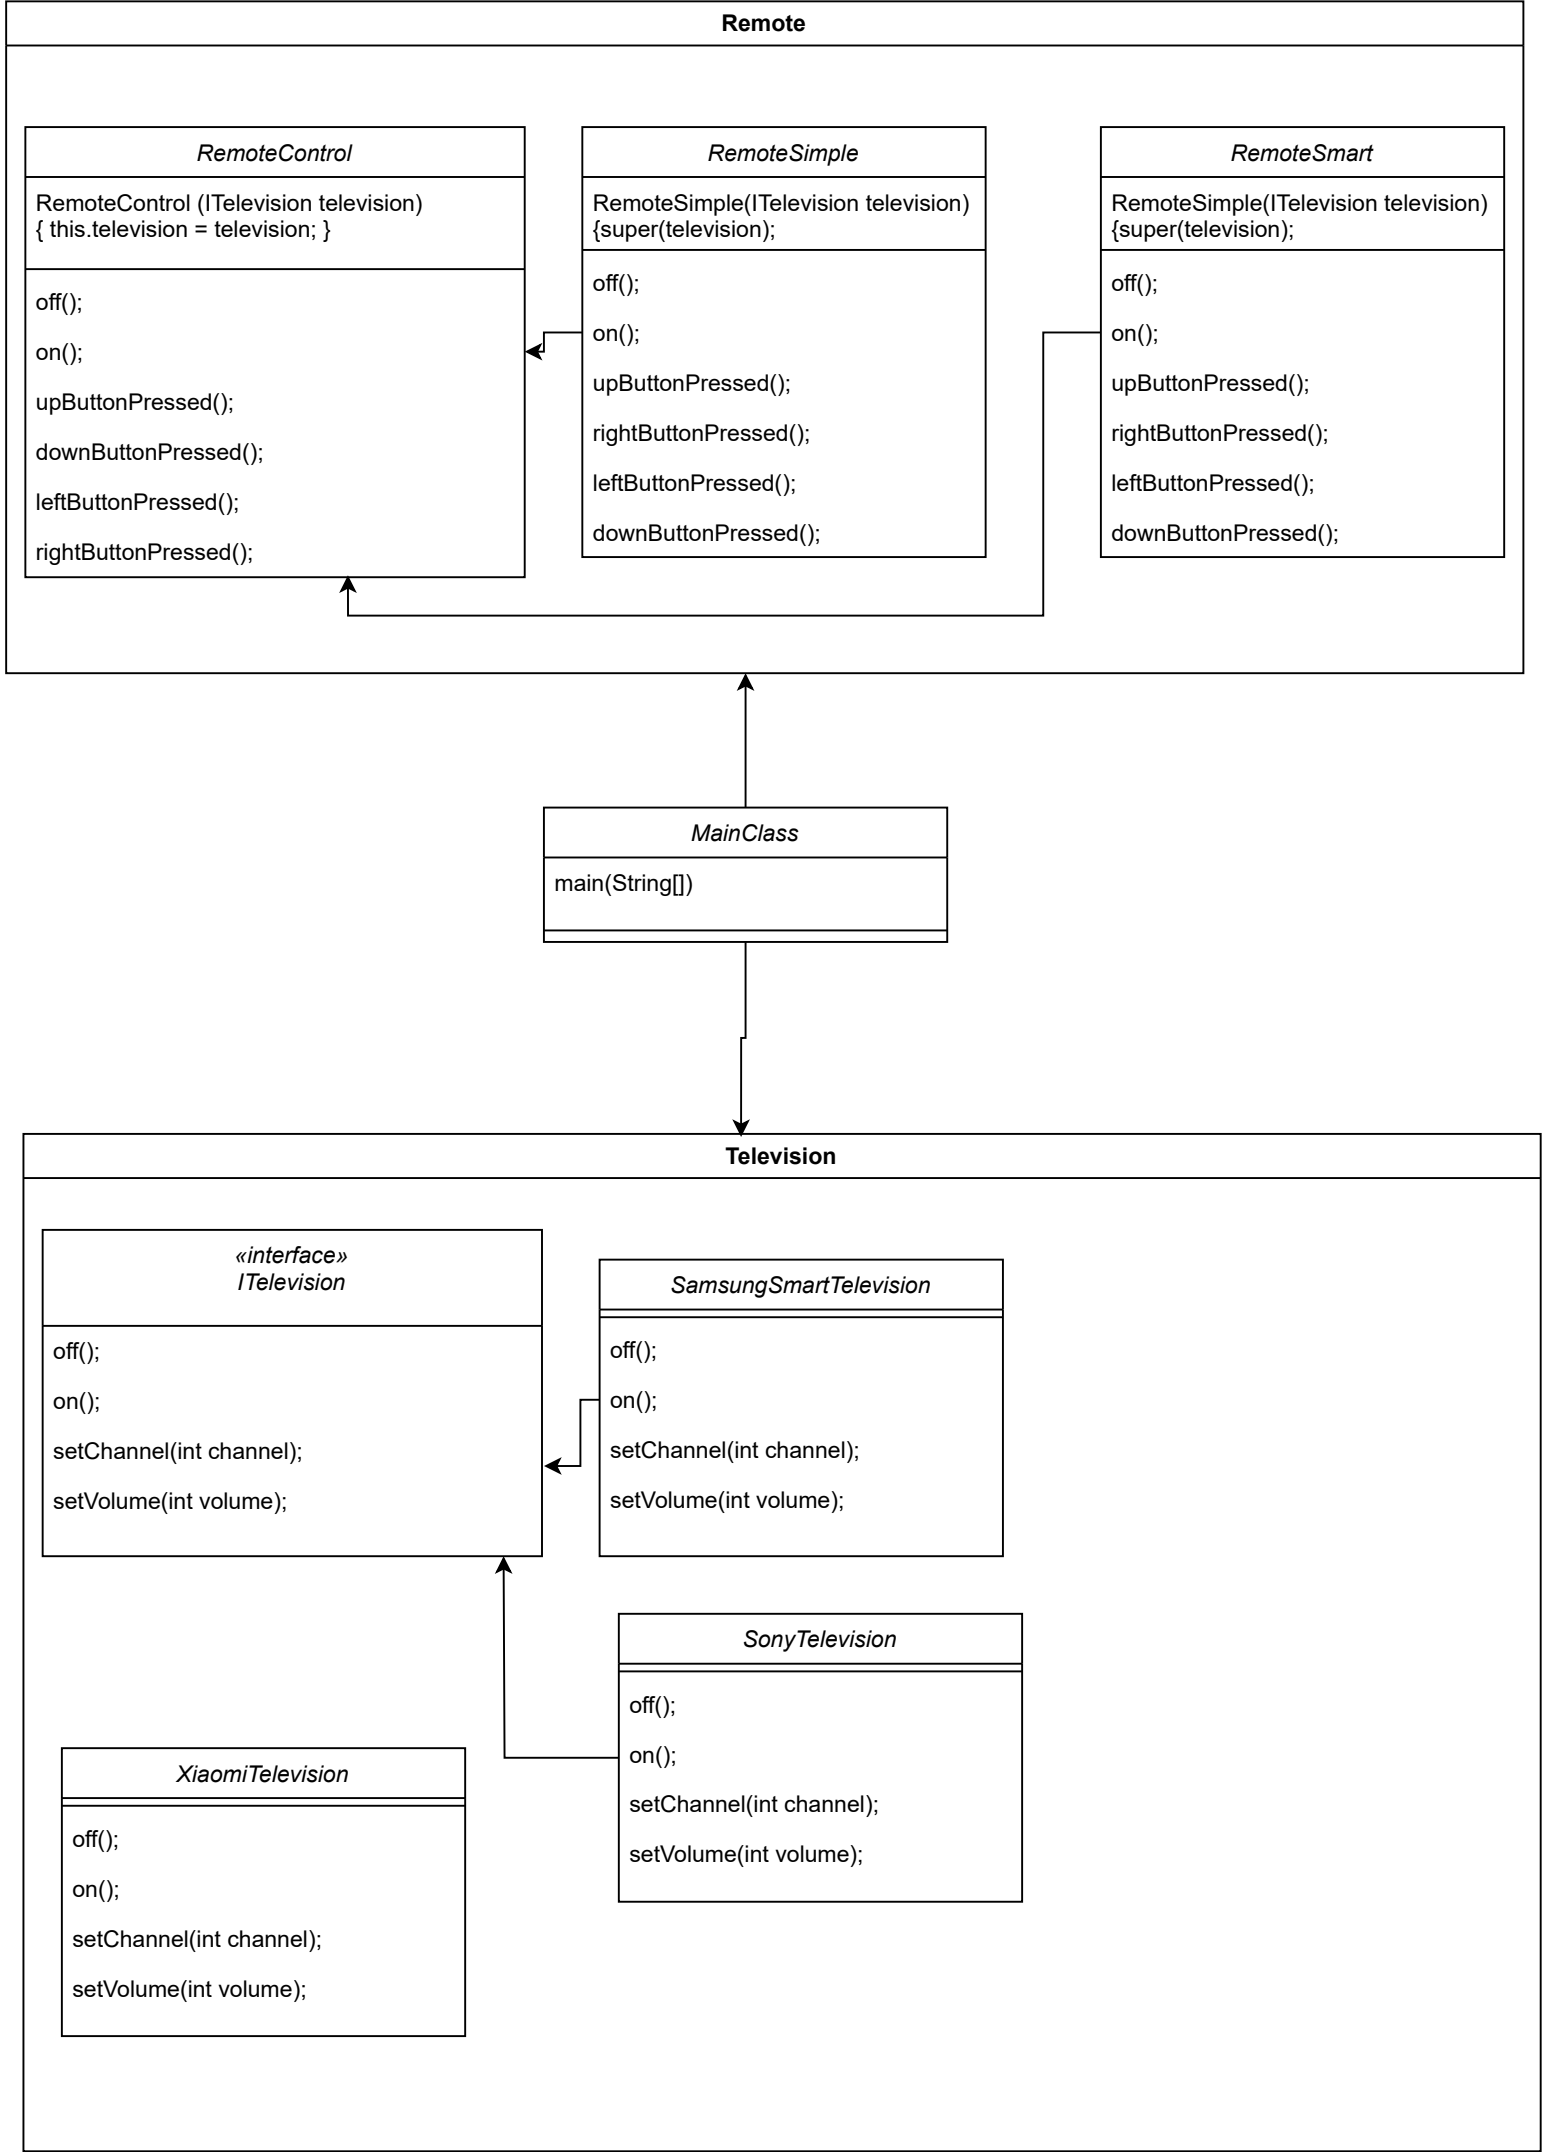 Remote
RemoteControl
RemoteControl (ITelevision television)
{ this.television = television; }
off();
on();
upButtonPressed();
downButtonPressed();
leftButtonPressed();
rightButtonPressed();
RemoteSimple
RemoteSimple(ITelevision television)
{super(television);
off();
on();
upButtonPressed();
rightButtonPressed();
leftButtonPressed();
downButtonPressed();
RemoteSmart
RemoteSimple(ITelevision television)
{super(television);
off();
on();
upButtonPressed();
rightButtonPressed();
leftButtonPressed();
downButtonPressed();
MainClass
main(String[])
Television
«interface»
ITelevision
off();
on();
setChannel(int channel);
setVolume(int volume);
SamsungSmartTelevision
off();
on();
setChannel(int channel);
setVolume(int volume);
SonyTelevision
off();
on();
setChannel(int channel);
setVolume(int volume);
XiaomiTelevision
off();
on();
setChannel(int channel);
setVolume(int volume);